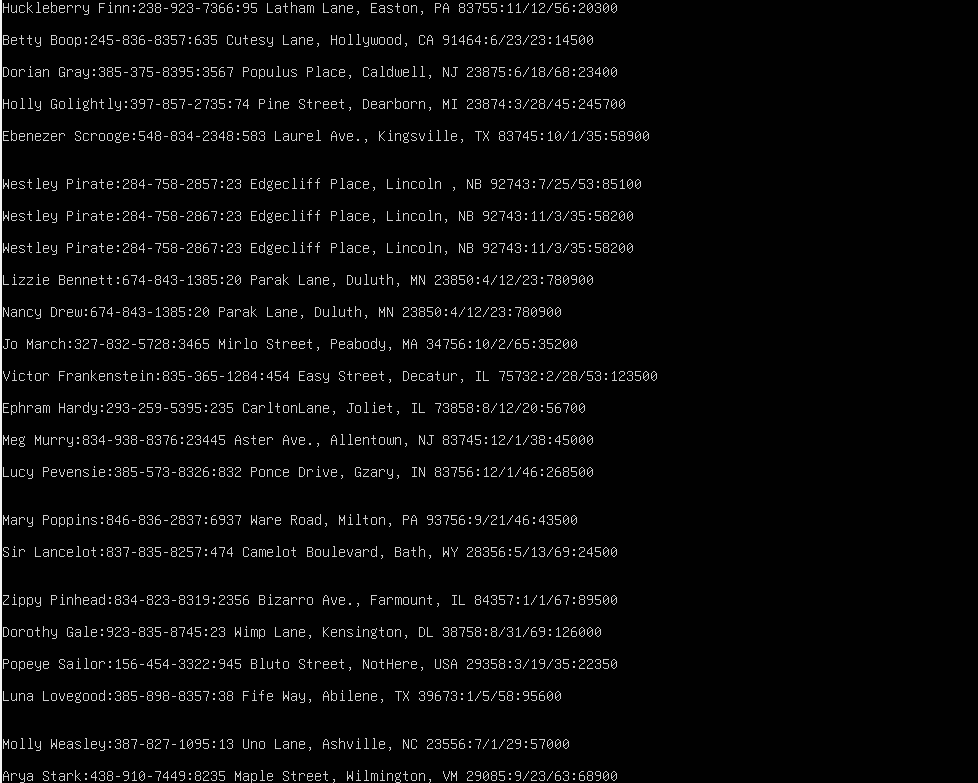 Huckleberry Finn:238-923-7366:95 Latham Lane, Easton, PA 83755:11/12/56:20300
Betty Boop:245-836-8357:635 Cutesy Lane, Hollywood, CA 91464:6/23/23:14500
Dorian Gray:385-375-8395:3567 Populus Place, Caldwell, NJ 23875:6/18/68:23400
Holly Golightly:397-857-2735:74 Pine Street, Dearborn, MI 23874:3/28/45:245700
Ebenezer Scrooge:548-834-2348:583 Laurel Ave., Kingsville, TX 83745:10/1/35:58900
Westley Pirate:284-758-2857:23 Edgecliff Place, Lincoln , NB 92743:7/25/53:85100
Westley Pirate:284-758-2867:23 Edgecliff Place, Lincoln, NB 92743:11/3/35:58200
Westley Pirate:284-758-2867:23 Edgecliff Place, Lincoln, NB 92743:11/3/35:58200
Lizzie Bennett:674-843-1385:20 Parak Lane, Duluth, MN 23850:4/12/23:780900
Nancy Drew:674-843-1385:20 Parak Lane, Duluth, MN 23850:4/12/23:780900
Jo March:327-832-5728:3465 Mirlo Street, Peabody, MA 34756:10/2/65:35200
Victor Frankenstein:835-365-1284:454 Easy Street, Decatur, IL 75732:2/28/53:123500
Ephram Hardy:293-259-5395:235 CarltonLane, Joliet, IL 73858:8/12/20:56700
Meg Murry:834-938-8376:23445 Aster Ave., Allentown, NJ 83745:12/1/38:45000
Lucy Pevensie:385-573-8326:832 Ponce Drive, Gzary, IN 83756:12/1/46:268500
Mary Poppins:846-836-2837:6937 Ware Road, Milton, PA 93756:9/21/46:43500
Sir Lancelot:837-835-8257:474 Camelot Boulevard, Bath, WY 28356:5/13/69:24500
Zippy Pinhead:834-823-8319:2356 Bizarro Ave., Farmount, IL 84357:1/1/67:89500
Dorothy Gale:923-835-8745:23 Wimp Lane, Kensington, DL 38758:8/31/69:126000
Popeye Sailor:156-454-3322:945 Bluto Street, NotHere, USA 29358:3/19/35:22350
Luna Lovegood:385-898-8357:38 Fife Way, Abilene, TX 39673:1/5/58:95600
Molly Weasley:387-827-1095:13 Uno Lane, Ashville, NC 23556:7/1/29:57000
Arya Stark:438-910-7449:8235 Maple Street, Wilmington, VM 29085:9/23/63:68900